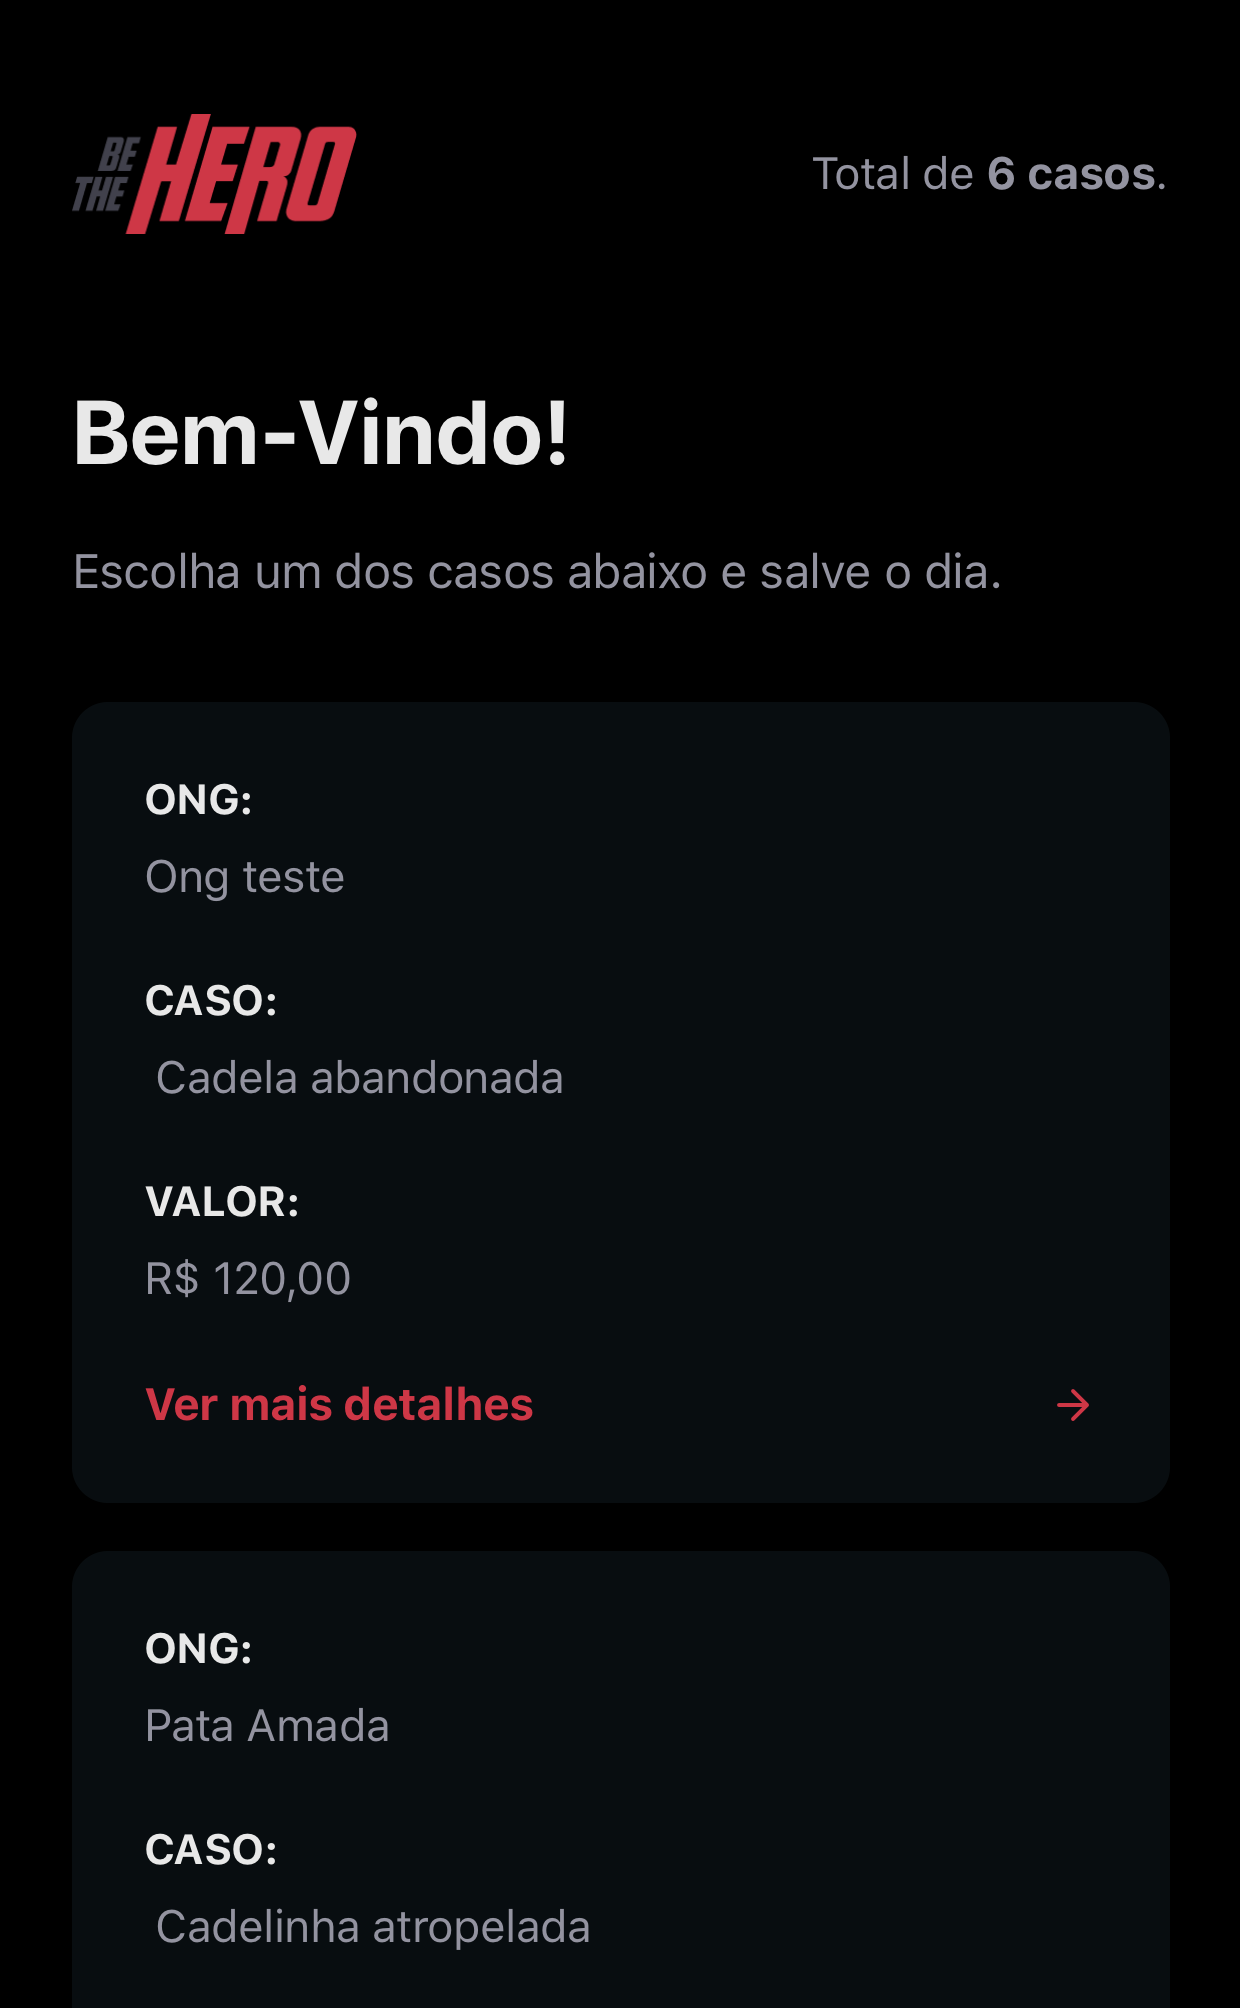 BE THE HERO
Total de 6 casos.
Bem-Vindo!
Escolha um dos casos abaixo e salve o dia.
ONG:
Ong teste
CASO:
Cadela abandonada
VALOR:
R$ 120,00
Ver mais detalhes
ONG:
Pata Amada
CASO:
Cadelinha atropelada